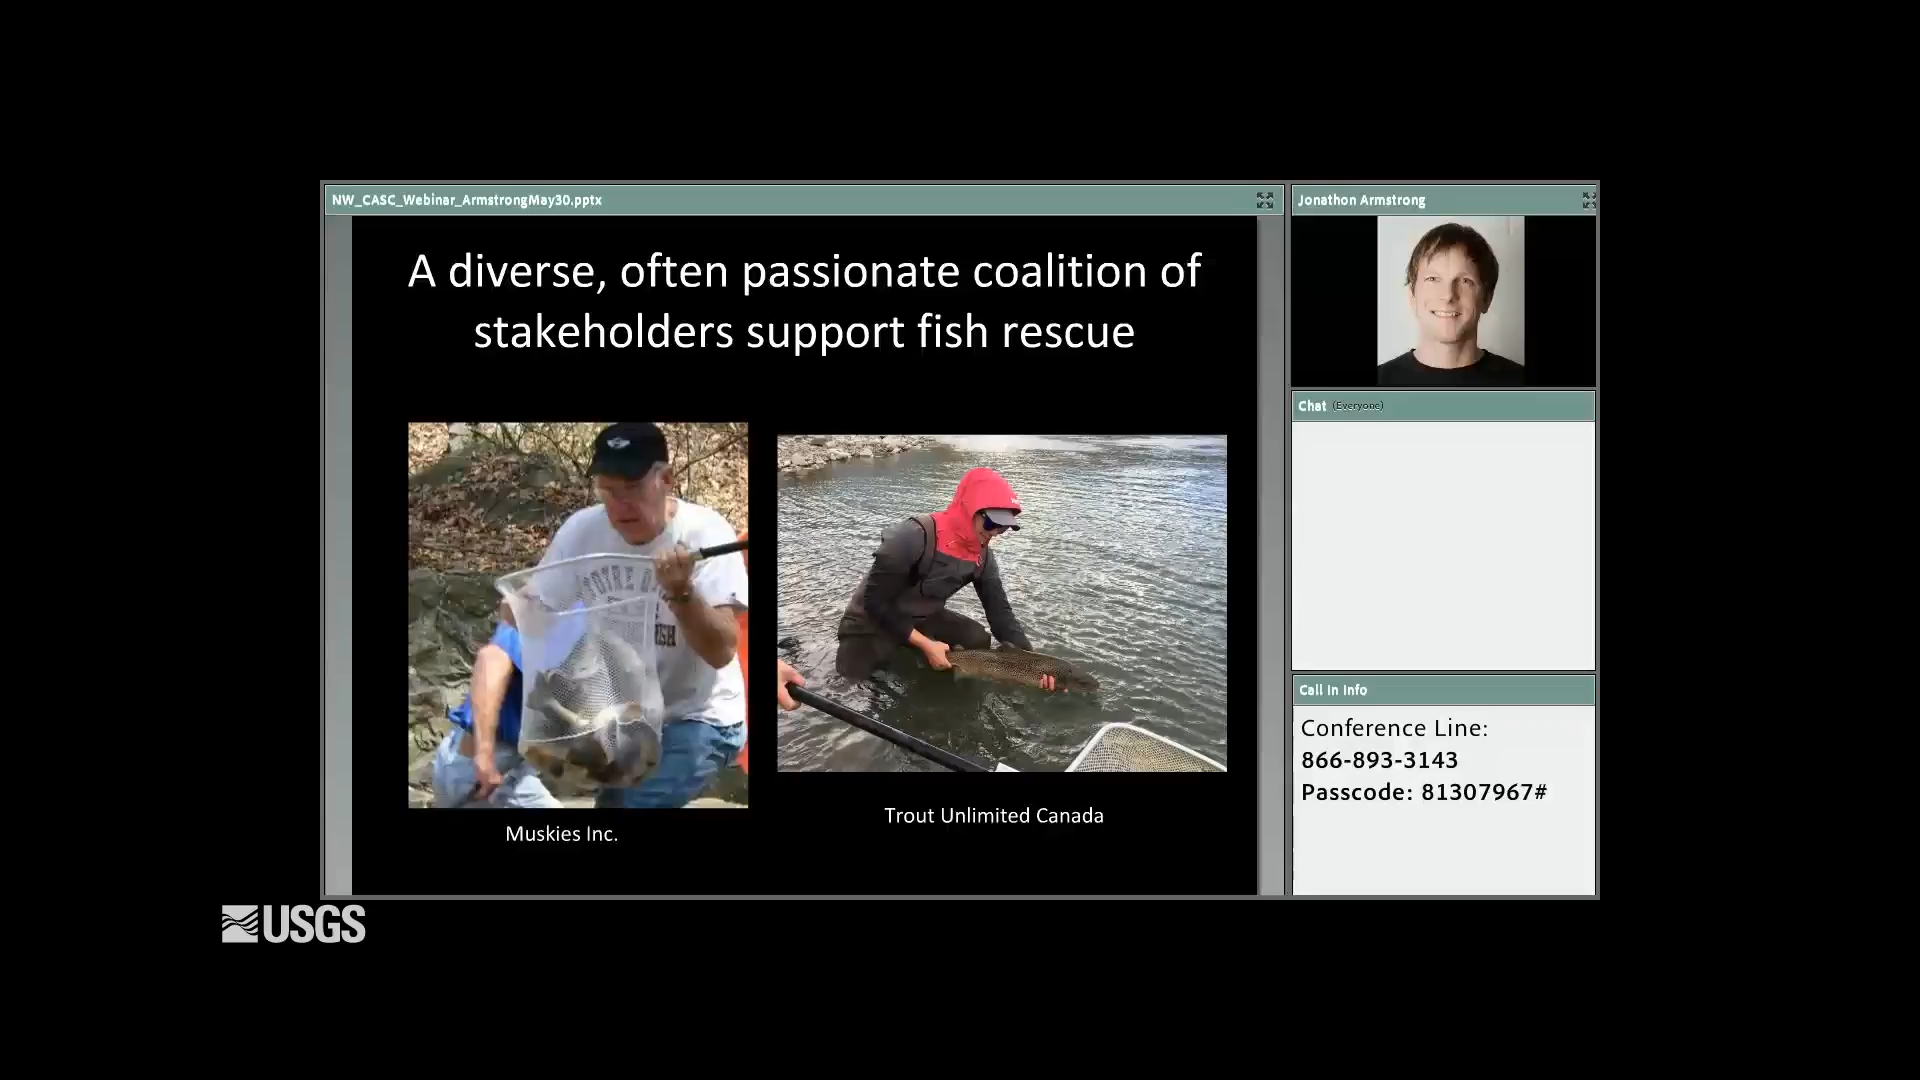 NW_CASC_Webinar_ArmstrongMay30.pptx
A diverse, often passionate coalition of
stakeholders support fish rescue
Muskies Inc.
Trout Unlimited Canada
Jonathon Armstrong
Chat (Everyone)
Call In Info
Conference Line:
866-893-3143
Passcode: 81307967#
USGS